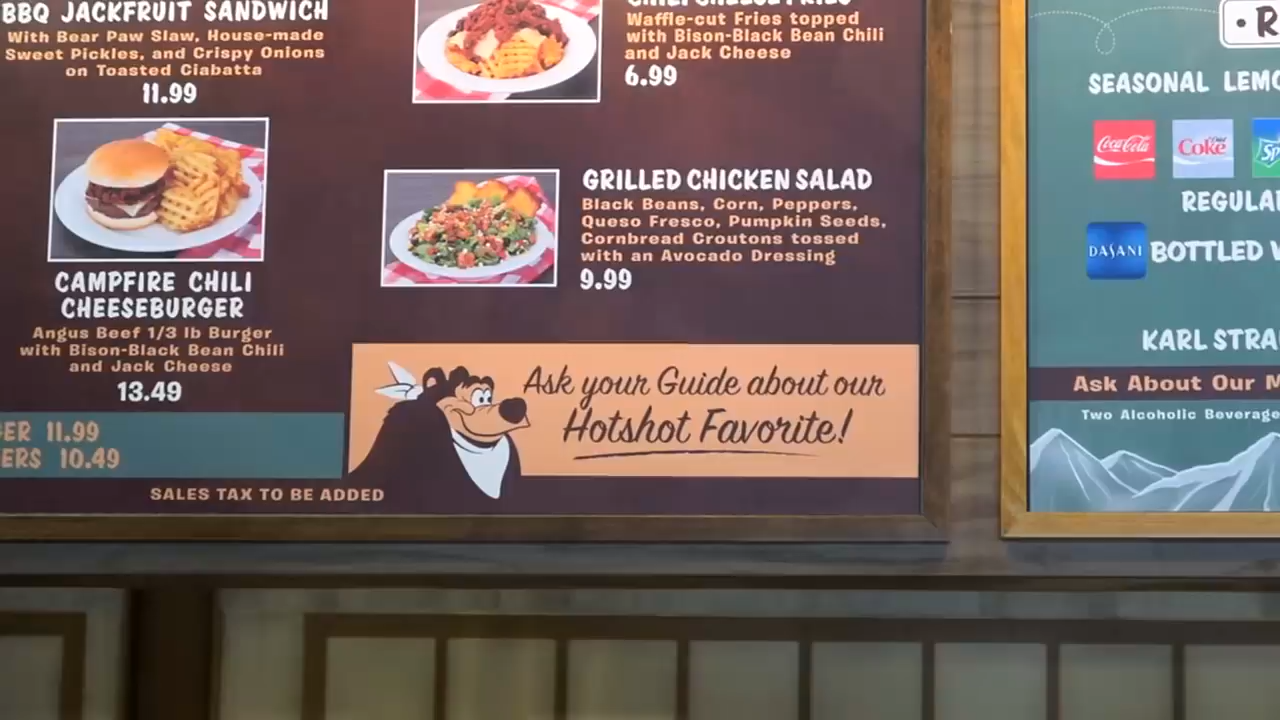 BBQ JACKFRUIT SANDWICH
With Bear Paw Slaw, House-made
Sweet Pickles, and Crispy Onions
on Toasted Ciabatta
11.99
CAMPFIRE CHILI
CHEESEBURGER
Angus Beef 1/3 lb Burger
with Bison-Black Bean Chili
and Jack Cheese
13.49
ER 11.99
ERS 10.49
SALES TAX TO BE ADDED
CHILI CHEESE FRIES
Waffle-cut Fries topped
with Bison-Black Bean Chili
and Jack Cheese
6.99
GRILLED CHICKEN SALAD
Black Beans, Corn, Peppers,
Queso Fresco, Pumpkin Seeds,
Cornbread Croutons tossed
with an Avocado Dressing
9.99
Ask your Guide about our
Hotshot Favorite!
• R
SEASONAL LEMO
Coca-Cola
Diet Coke
Sp
REGULA
DASANI
BOTTLED W
KARL STRA
Ask About Our M
Two Alcoholic Beverage